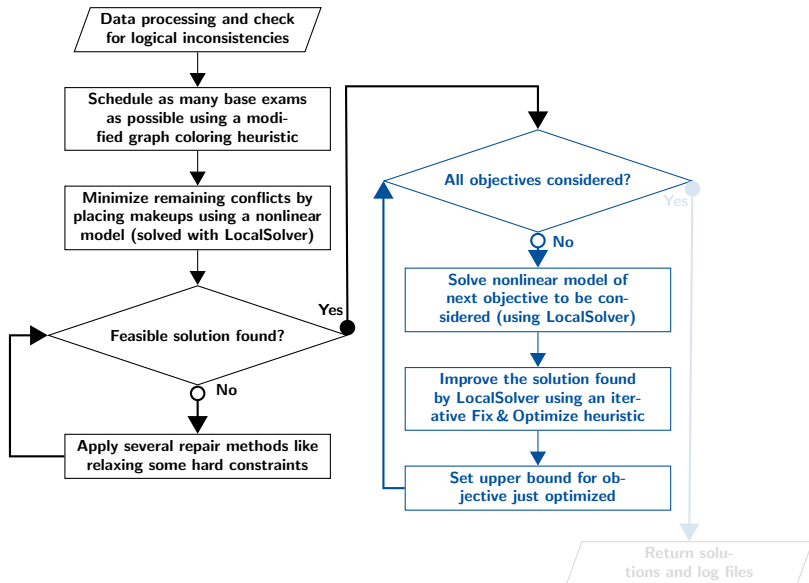 Data processing and check
for logical inconsistencies
Schedule as many base exams
as possible using a modi-
fied graph coloring heuristic
Minimize remaining conflicts by
placing makeups using a nonlinear
model (solved with LocalSolver)
Feasible solution found?
Yes
No
Apply several repair methods like
relaxing some hard constraints
All objectives considered?
Yes
No
Solve nonlinear model of
next objective to be con-
sidered (using LocalSolver)
Improve the solution found
by LocalSolver using an iter-
ative Fix & Optimize heuristic
Set upper bound for ob-
jective just optimized
Return solu-
tions and log files